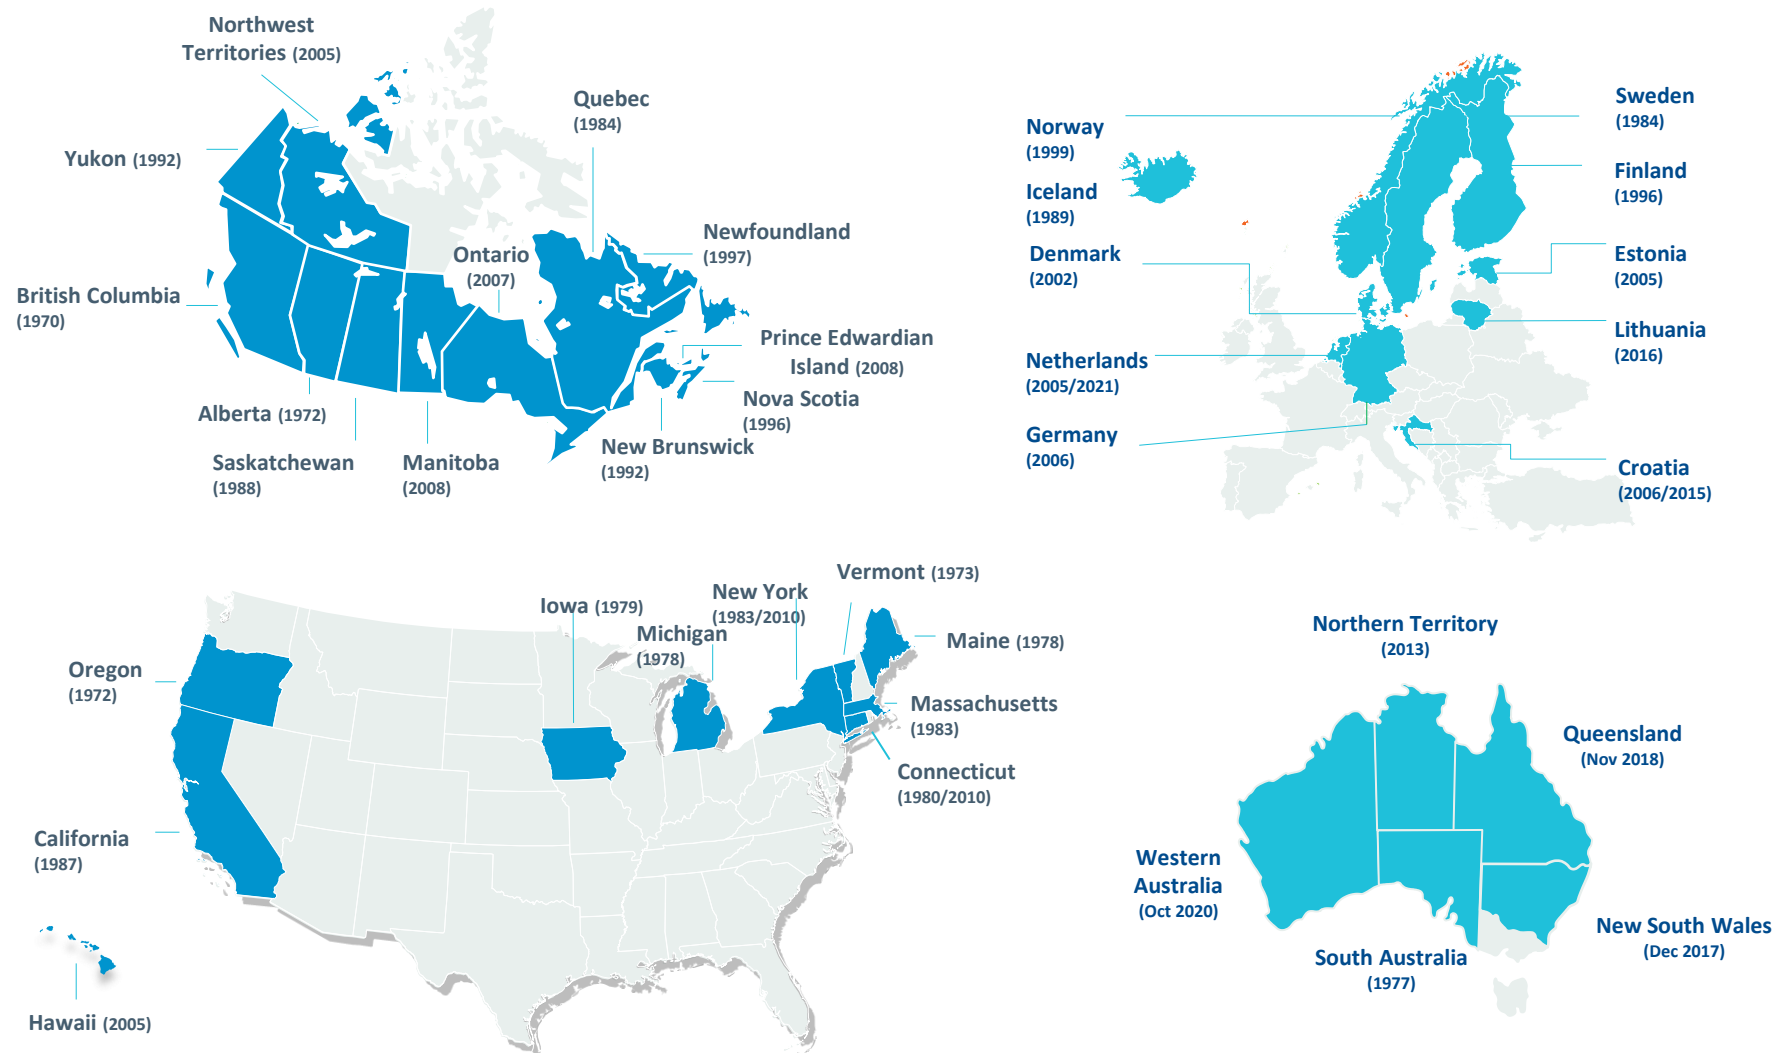 Northwest
Territories (2005)
Quebec
(1984)
Yukon (1992)
Newfoundland
(1997)
Ontario
(2007)
British Columbia
(1970)
Prince Edwardian
Island (2008)
Nova Scotia
(1996)
Alberta (1972)
New Brunswick
(1992)
Saskatchewan
(1988)
Manitoba
(2008)
Sweden
(1984)
Norway
(1999)
Finland
(1996)
Iceland
(1989)
Denmark
(2002)
Estonia
(2005)
Lithuania
(2016)
Netherlands
(2005/2021)
Germany
(2006)
Croatia
(2006/2015)
Vermont (1973)
New York
(1983/2010)
Iowa (1979)
Michigan
(1978)
Maine (1978)
Oregon
(1972)
Massachusetts
(1983)
Connecticut
(1980/2010)
California
(1987)
Hawaii (2005)
Northern Territory
(2013)
Queensland
(Nov 2018)
Western
Australia
(Oct 2020)
New South Wales
(Dec 2017)
South Australia
(1977)